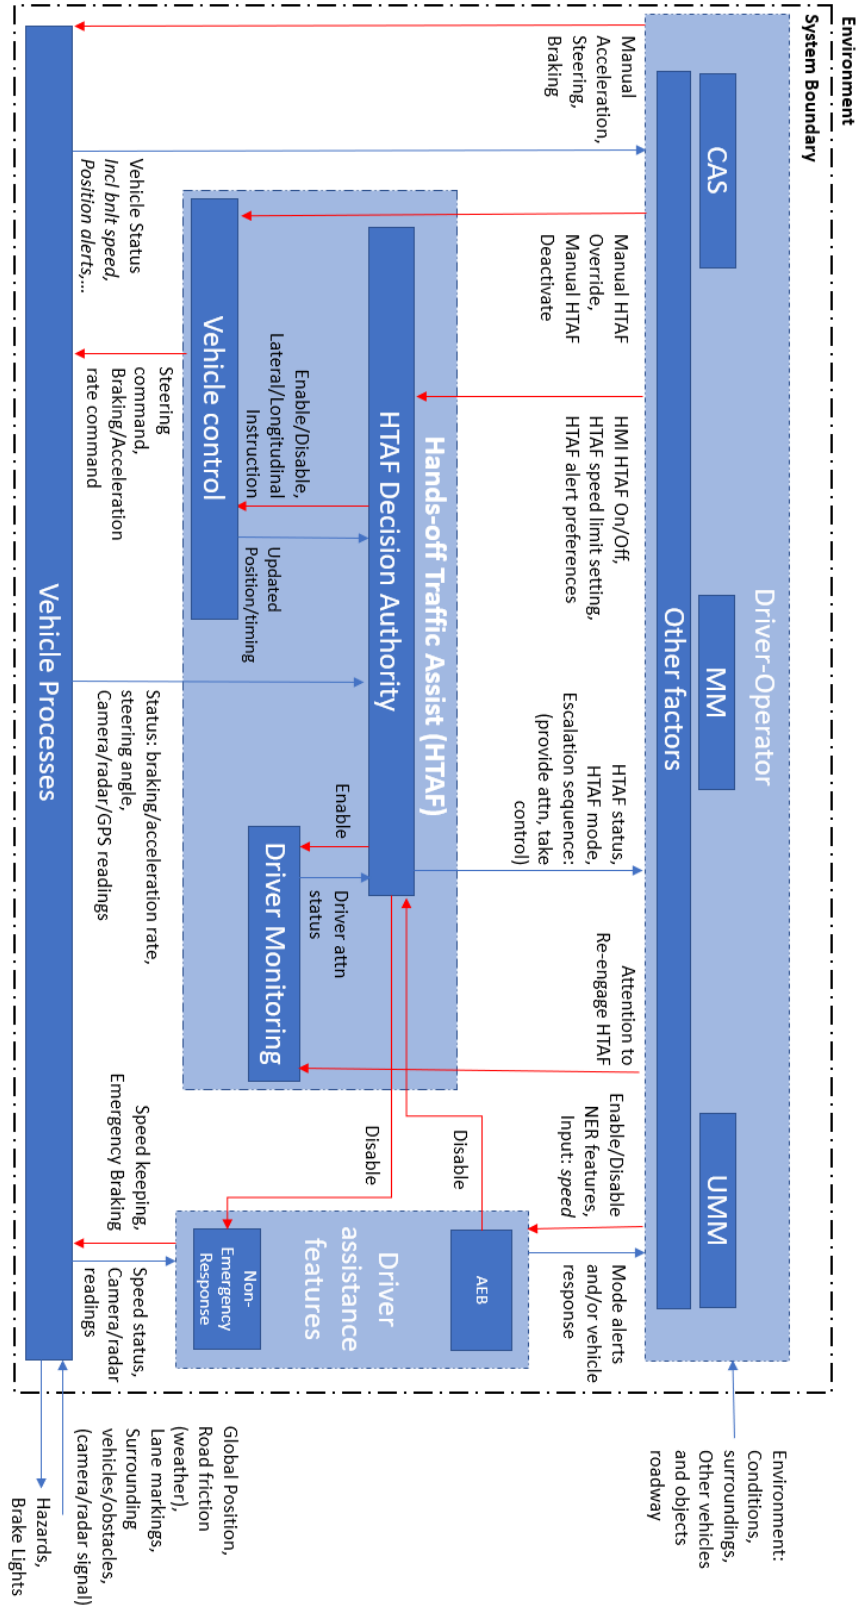 Environment
System Boundary
Driver-Operator
CAS
MM
UMM
Other factors
Manual
Acceleration,
Steering,
Braking
Manual HTAF
Override,
Manual HTAF
Deactivate
HMI HTAF On/Off,
HTAF speed limit setting,
HTAF alert preferences
HTAF status,
HTAF mode,
Escalation sequence:
(provide attn, take
control)
Attention to
Re-engage HTAF
Enable/Disable
NER features,
Input: speed
Mode alerts
and/or vehicle
response
Environment:
Conditions,
surroundings,
Other vehicles
and objects
roadway
Hands-off Traffic Assist (HTAF)
HTAF Decision Authority
Enable/Disable,
Lateral/Longitudinal
Instruction
Updated
Position/timing
Enable
Driver attn
status
Vehicle control
Driver Monitoring
Disable
Disable
AEB
Driver
assistance
features
Non-
Emergency
Response
Vehicle Status
Incl bnlt speed,
Position alerts,...
Steering
command,
Braking/Acceleration
rate command
Status: braking/acceleration rate,
steering angle,
Camera/radar/GPS readings
Speed keeping,
Emergency Braking
Speed status,
Camera/radar
readings
Vehicle Processes
Global Position,
Road friction
(weather),
Lane markings,
Surrounding
vehicles/obstacles,
(camera/radar signal)
Hazards,
Brake Lights